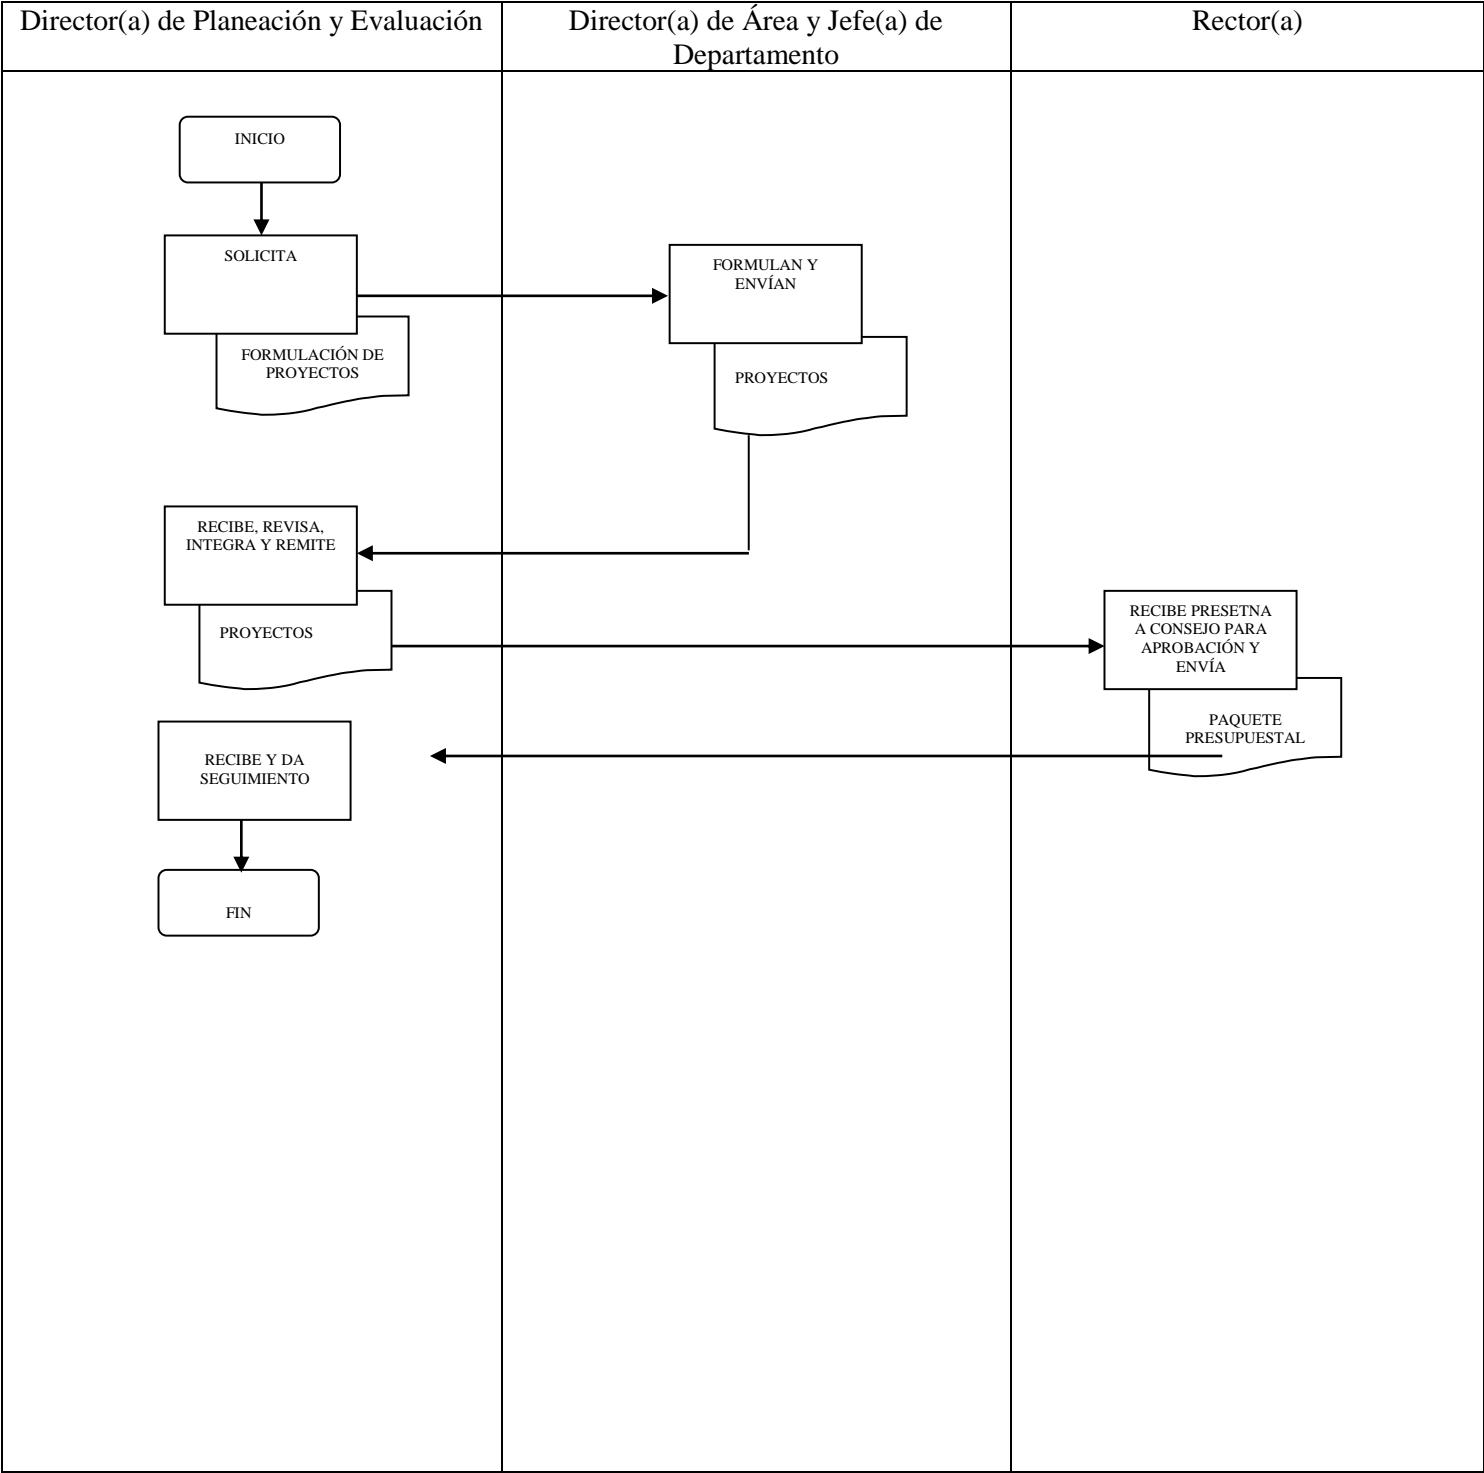 Director(a) de Planeación y Evaluación
Director(a) de Área y Jefe(a) de
Departamento
Rector(a)
INICIO
SOLICITA
FORMULACIÓN DE
PROYECTOS
FORMULAN Y
ENVÍAN
PROYECTOS
RECIBE, REVISA,
INTEGRA Y REMITE
PROYECTOS
RECIBE PRESETNA
A CONSEJO PARA
APROBACIÓN Y
ENVÍA
PAQUETE
PRESUPUESTAL
RECIBE Y DA
SEGUIMIENTO
FIN